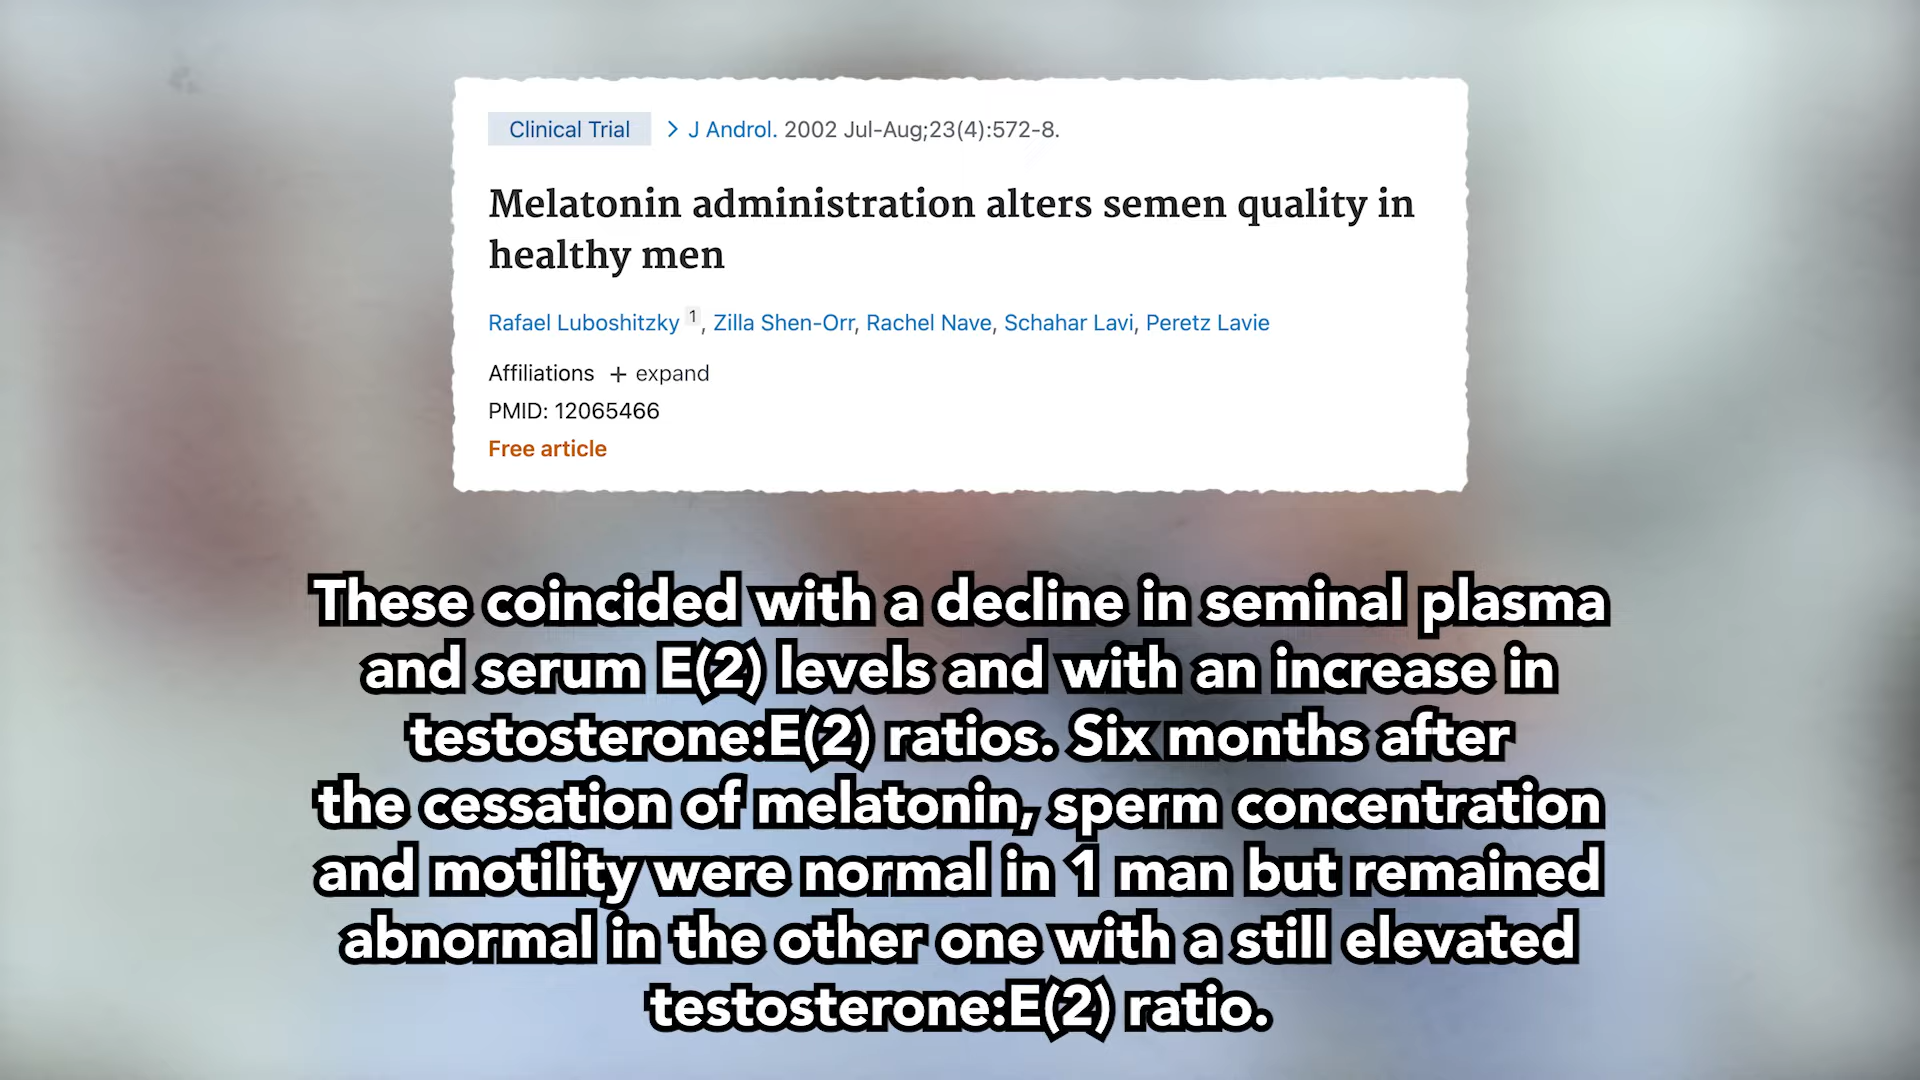 Clinical Trial > J Androl. 2002 Jul-Aug;23(4):572-8.
Melatonin administration alters semen quality in
healthy men
Rafael Luboshitzky 1, Zilla Shen-Orr, Rachel Nave, Schahar Lavi, Peretz Lavie
Affiliations + expand
PMID: 12065466
Free article
These coincided with a decline in seminal plasma
and serum E(2) levels and with an increase in
testosterone:E(2) ratios. Six months after
the cessation of melatonin, sperm concentration
and motility were normal in 1 man but remained
abnormal in the other one with a still elevated
testosterone:E(2) ratio.